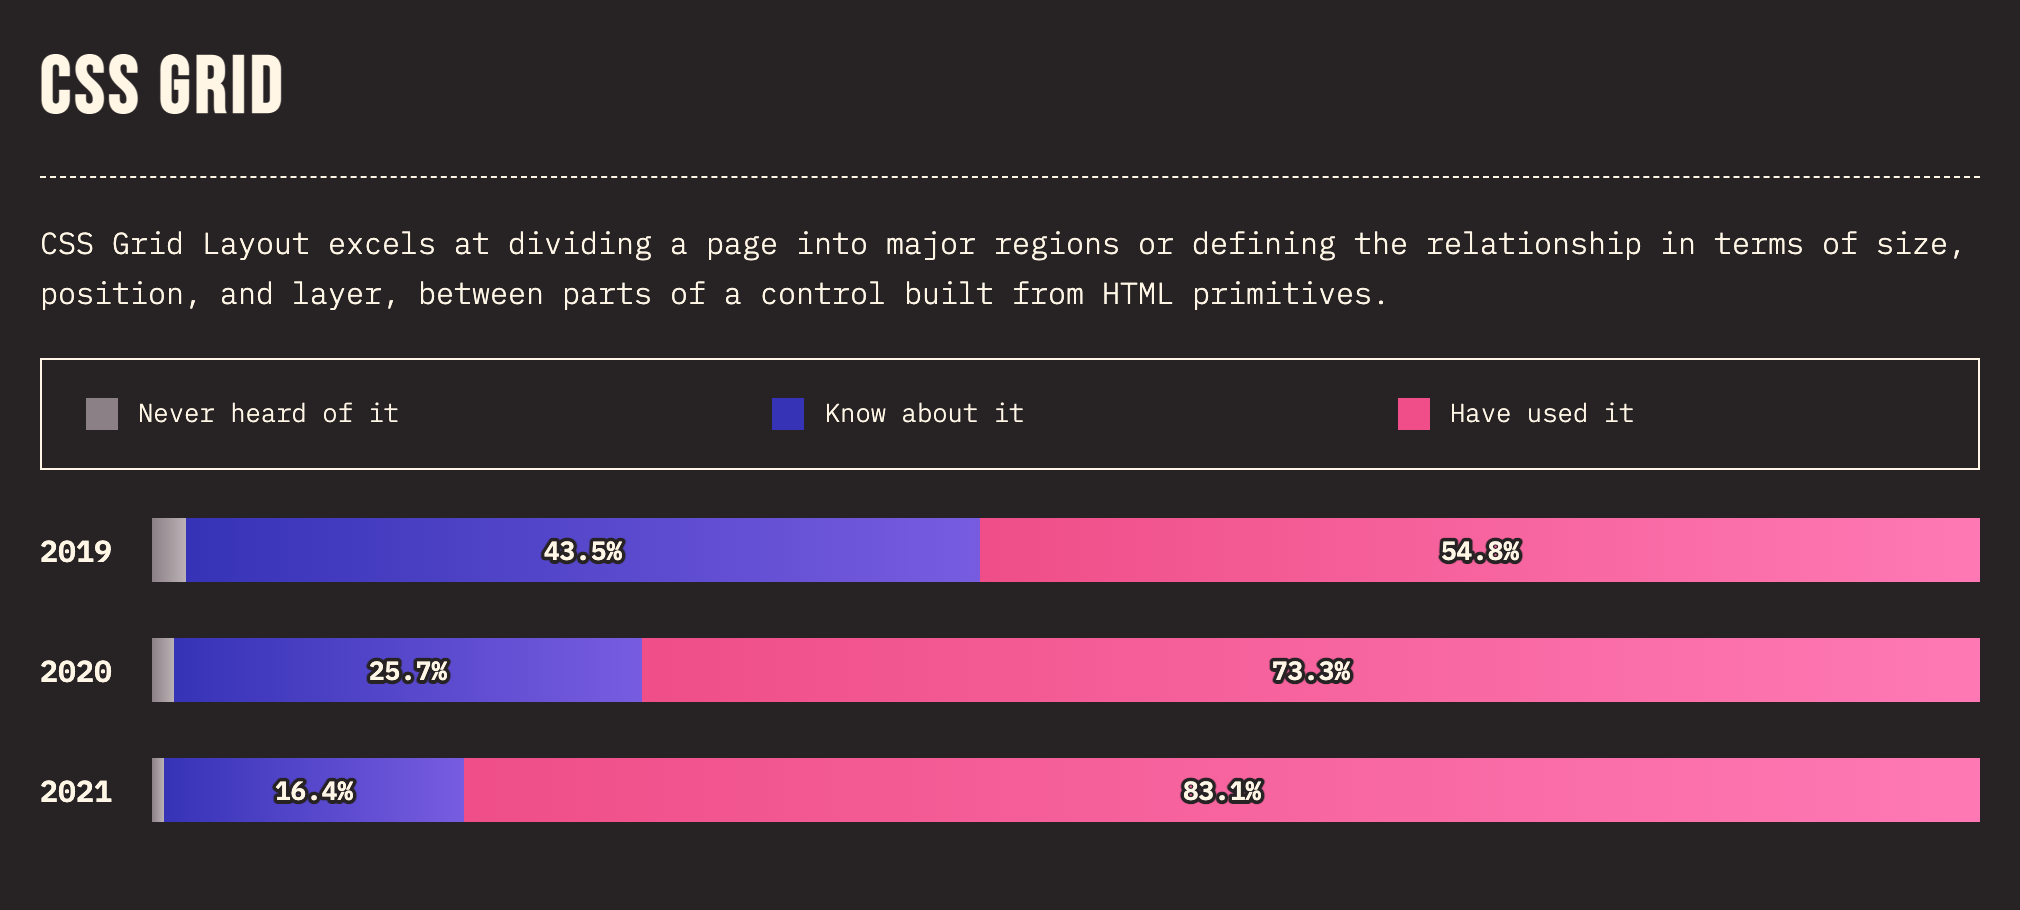 CSS GRID
CSS Grid Layout excels at dividing a page into major regions or defining the relationship in terms of size,
position, and layer, between parts of a control built from HTML primitives.
Never heard of it Know about it Have used it
2019 43.5% 54.8%
2020 25.7% 73.3%
2021 16.4% 83.1%